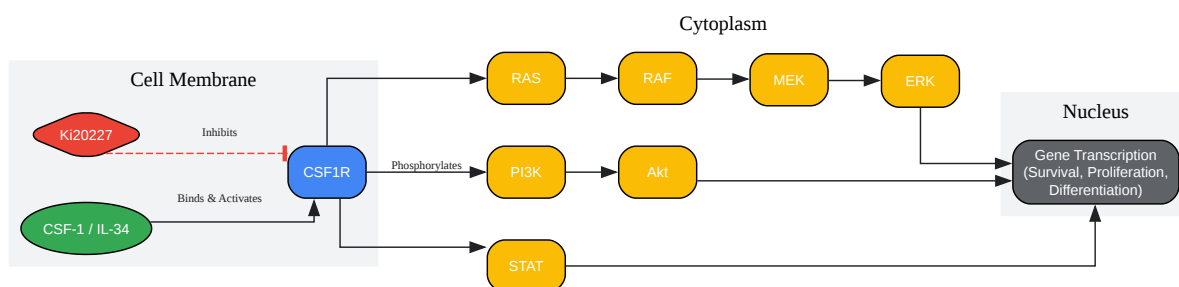 Cytoplasm
Cell Membrane
RAS
RAF
MEK
ERK
Nucleus
Ki20227
Inhibits
CSF1R
Phosphorylates
PI3K
Akt
Gene Transcription
(Survival, Proliferation,
Differentiation)
Binds & Activates
CSF-1 / IL-34
STAT